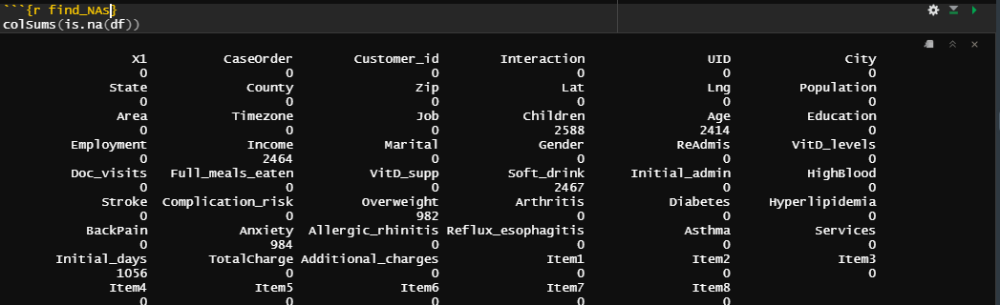 ```{r find_NAs}
colSums(is.na(df))
X1 CaseOrder Customer_id Interaction UID City
0 0 0 0 0 0
State County Zip Lat Lng Population
0 0 0 0 0 0
Area Timezone Job Children Age Education
0 0 0 2588 2414 0
Employment Income Marital Gender ReAdmis VitD_levels
0 2464 0 0 0 0
Doc_visits Full_meals_eaten VitD_supp Soft_drink Initial_admin HighBlood
0 0 0 2467 0 0
Stroke Complication_risk Overweight Arthritis Diabetes Hyperlipidemia
0 0 982 0 0 0
BackPain Anxiety Allergic_rhinitis Reflux_esophagitis Asthma Services
0 984 0 0 0 0
Initial_days TotalCharge Additional_charges Item1 Item2 Item3
1056 0 0 0 0 0
Item4 Item5 Item6 Item7 Item8
0 0 0 0 0